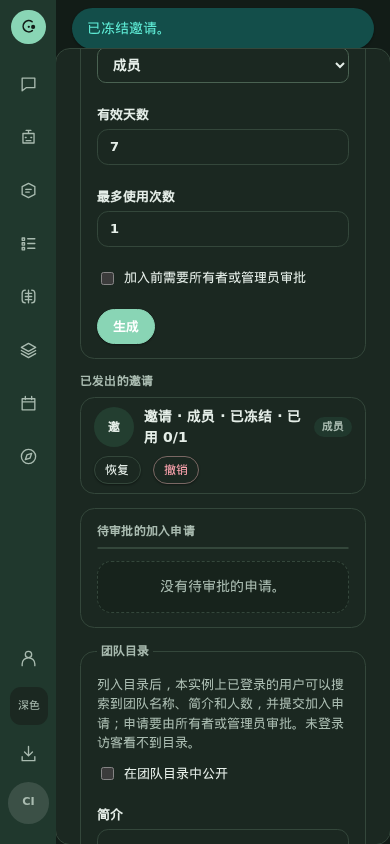 已冻结邀请。
成员
有效天数
7
最多使用次数
1
加入前需要所有者或管理员审批
生成
已发出的邀请
邀
邀请 · 成员 · 已冻结 · 已
用 0/1
成员
恢复
撤销
待审批的加入申请
没有待审批的申请。
团队目录
列入目录后，本实例上已登录的用户可以搜
索到团队名称、简介和人数，并提交加入申
请；申请要由所有者或管理员审批。未登录
访客看不到目录。
在团队目录中公开
简介
深色
CI